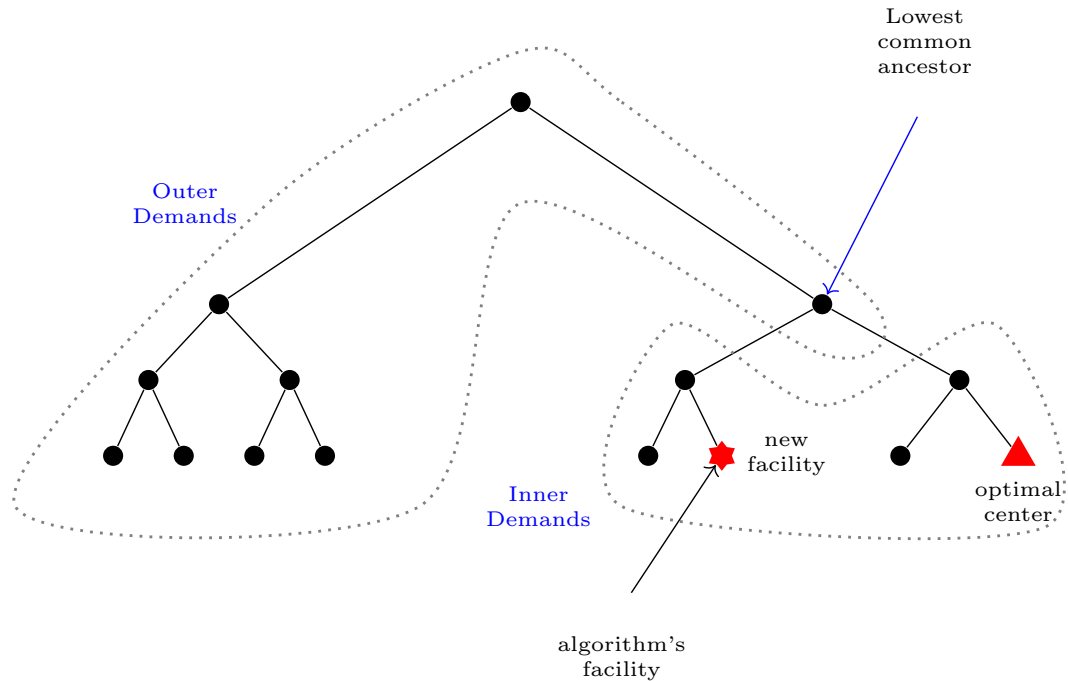 Lowest
common
ancestor
Outer
Demands
new
facility
optimal
center
Inner
Demands
algorithm's
facility